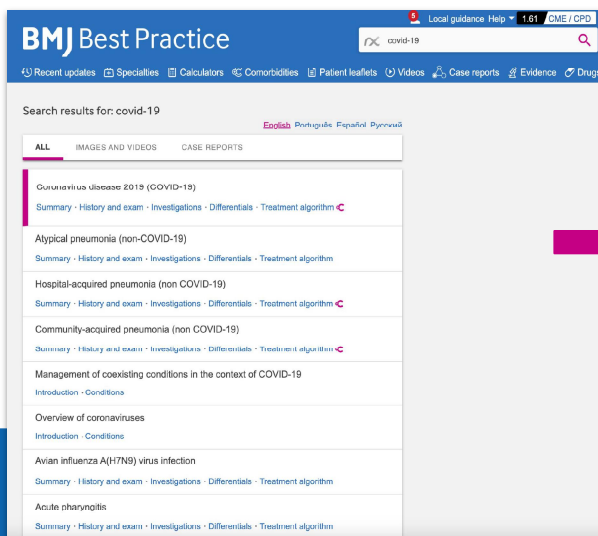 5 Local guidance Help 1.61 CME / CPD
BMJ Best Practice
covid-19
Recent updates Specialties Calculators Comorbidities Patient leaflets Videos Case reports Evidence Drugs
Search results for: covid-19
English Português Español Русский
ALL IMAGES AND VIDEOS CASE REPORTS
Coronavirus disease 2019 (COVID-19)
Summary · History and exam · Investigations · Differentials · Treatment algorithm
Atypical pneumonia (non-COVID-19)
Summary · History and exam · Investigations · Differentials · Treatment algorithm
Hospital-acquired pneumonia (non COVID-19)
Summary · History and exam · Investigations · Differentials · Treatment algorithm
Community-acquired pneumonia (non COVID-19)
Summary · History and exam · Investigations · Differentials · Treatment algorithm
Management of coexisting conditions in the context of COVID-19
Introduction · Conditions
Overview of coronaviruses
Introduction · Conditions
Avian influenza A(H7N9) virus infection
Summary · History and exam · Investigations · Differentials · Treatment algorithm
Acute pharyngitis
Summary · History and exam · Investigations · Differentials · Treatment algorithm